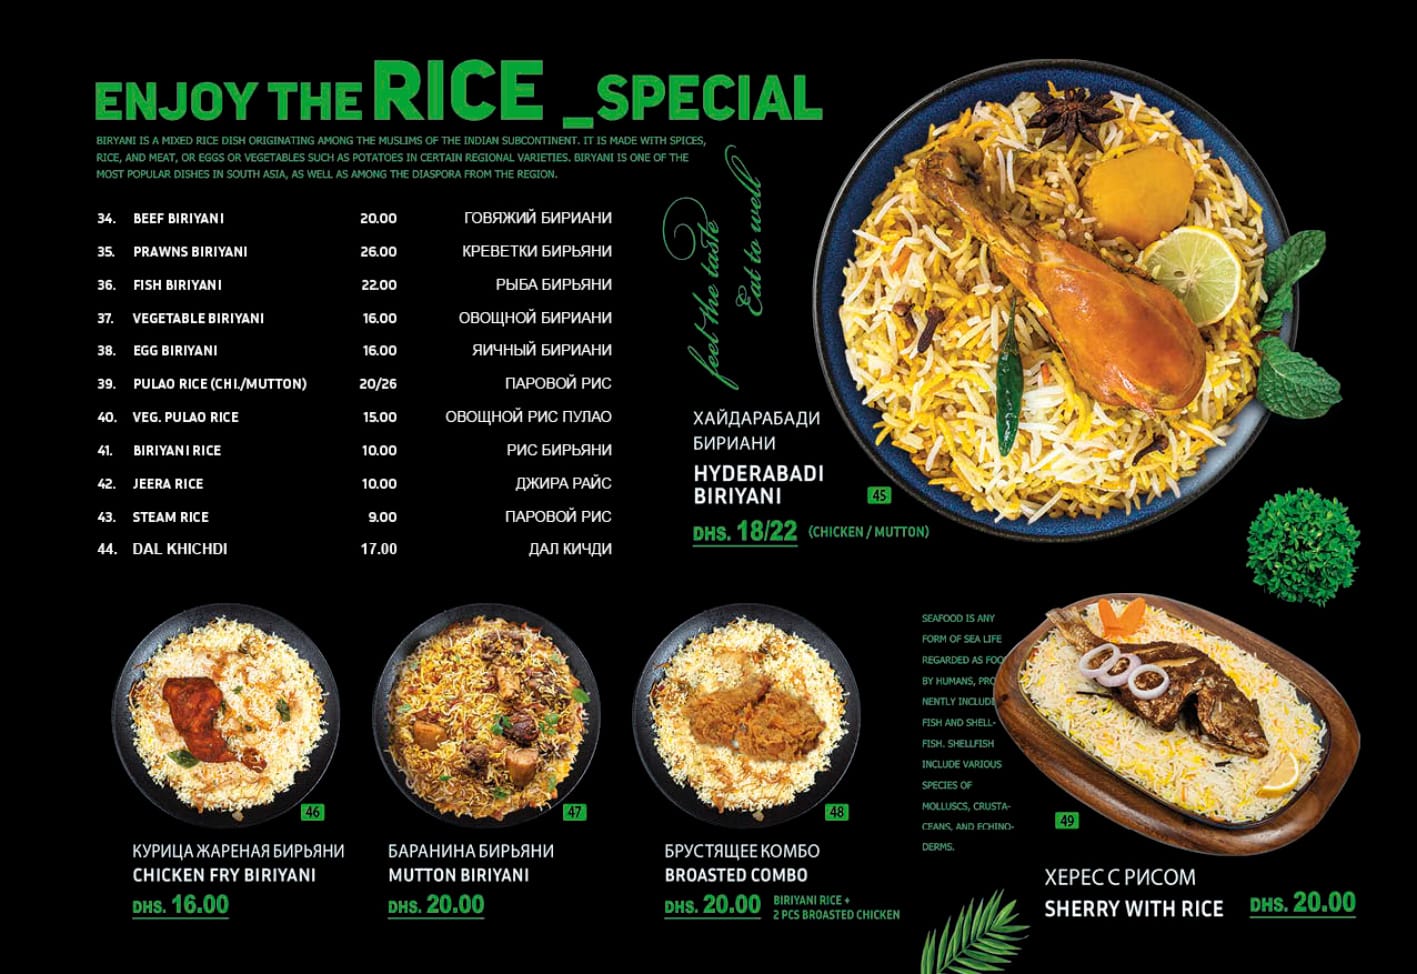 ENJOY THE RICE _SPECIAL
BIRYANI IS A MIXED RICE DISH ORIGINATING AMONG THE MUSLIMS OF THE INDIAN SUBCONTINENT. IT IS MADE WITH SPICES,
RICE, AND MEAT, OR EGGS OR VEGETABLES SUCH AS POTATOES IN CERTAIN REGIONAL VARIETIES. BIRYANI IS ONE OF THE
MOST POPULAR DISHES IN SOUTH ASIA, AS WELL AS AMONG THE DIASPORA FROM THE REGION.
34. BEEF BIRIYANI 20.00 ГОВЯЖИЙ БИРИАНИ
35. PRAWNS BIRIYANI 26.00 КРЕВЕТКИ БИРЬЯНИ
36. FISH BIRIYANI 22.00 РЫБА БИРЬЯНИ
37. VEGETABLE BIRIYANI 16.00 ОВОЩНОЙ БИРИАНИ
38. EGG BIRIYANI 16.00 ЯИЧНЫЙ БИРИАНИ
39. PULAO RICE (CHI./MUTTON) 20/26 ПАРОВОЙ РИС
40. VEG. PULAO RICE 15.00 ОВОЩНОЙ РИС ПУЛАО
41. BIRIYANI RICE 10.00 РИС БИРЬЯНИ
42. JEERA RICE 10.00 ДЖИРА РАЙС
43. STEAM RICE 9.00 ПАРОВОЙ РИС
44. DAL KHICHDI 17.00 ДАЛ КИЧДИ
feel the taste
Eat to well
ХАЙДАРАБАДИ
БИРИАНИ
HYDERABADI
BIRIYANI
45
DHS. 18/22 (CHICKEN / MUTTON)
46
КУРИЦА ЖАРЕНАЯ БИРЬЯНИ
CHICKEN FRY BIRIYANI
DHS. 16.00
47
БАРАНИНА БИРЬЯНИ
MUTTON BIRIYANI
DHS. 20.00
48
БРУСТЯЩЕЕ КОМБО
BROASTED COMBO
DHS. 20.00
BIRIYANI RICE +
2 PCS BROASTED CHICKEN
SEAFOOD IS ANY
FORM OF SEA LIFE
REGARDED AS FOO
BY HUMANS, PRO
NENTLY INCLUDE
FISH AND SHELL-
FISH. SHELLFISH
INCLUDE VARIOUS
SPECIES OF
MOLLUSCS, CRUSTA-
CEANS, AND ECHINO-
DERMS.
49
ХЕРЕС С РИСОМ
SHERRY WITH RICE DHS. 20.00